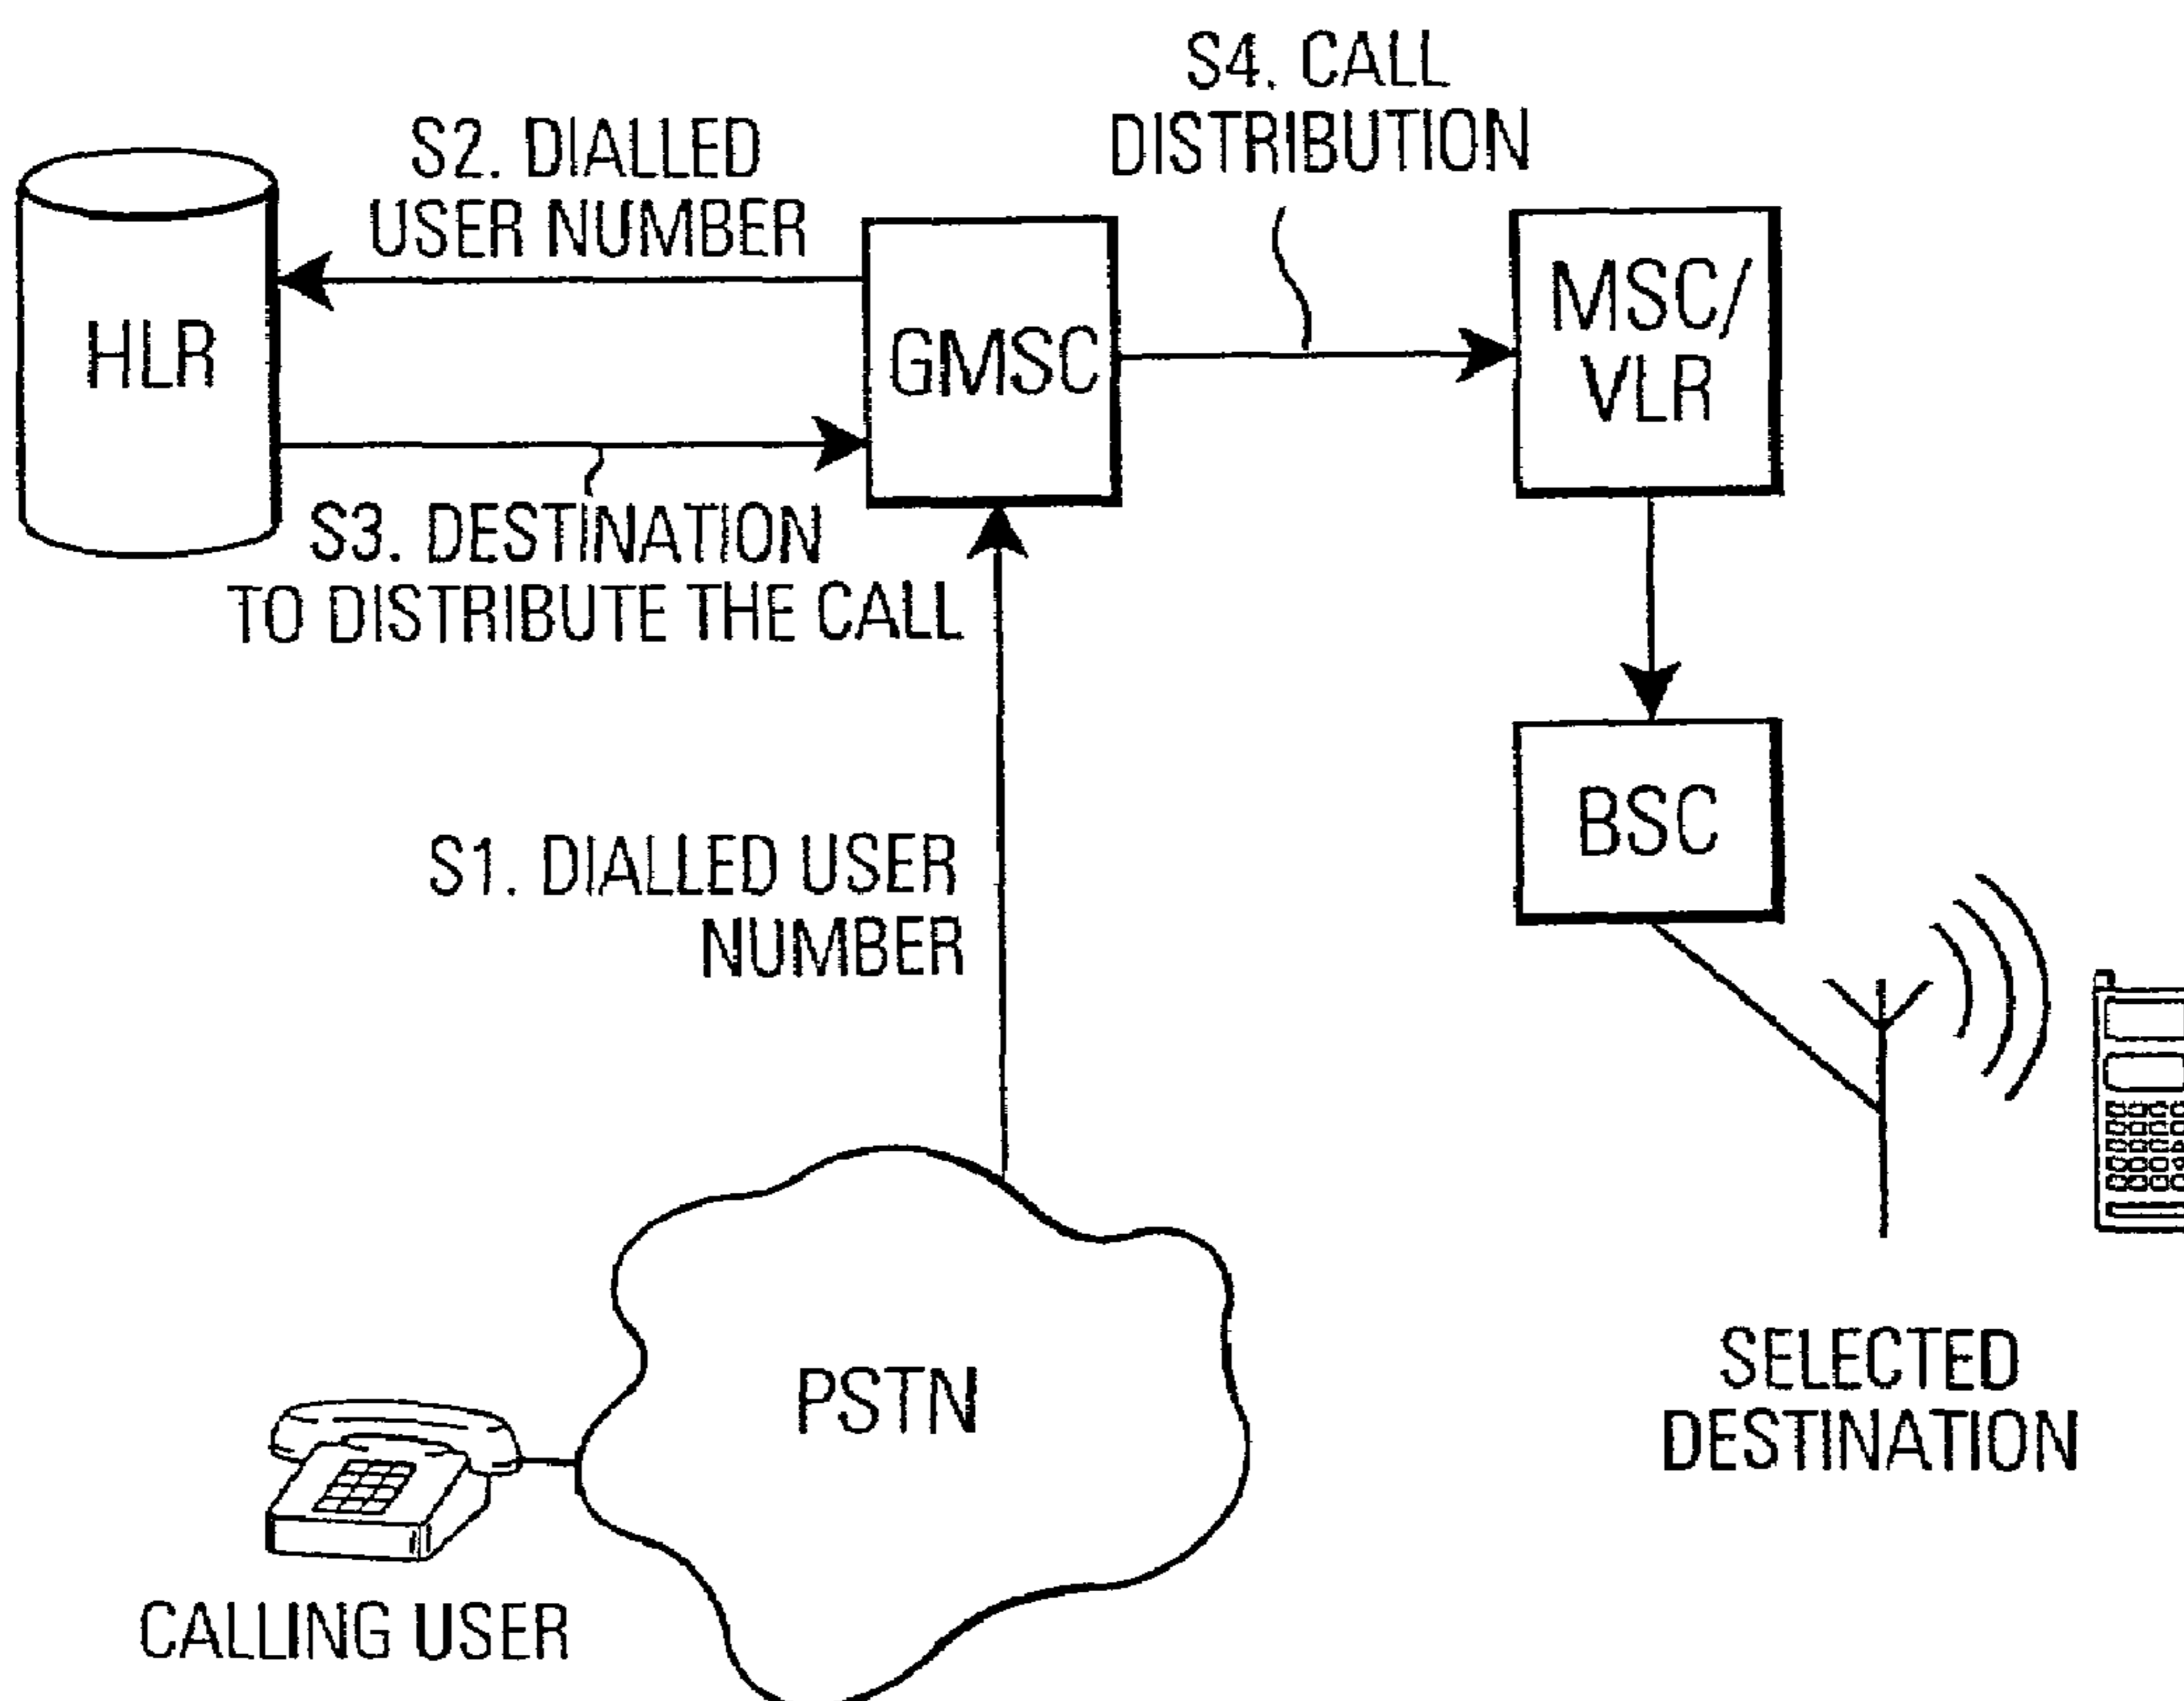 S4. CALL
DISTRIBUTION
S2. DIALLED
USER NUMBER
HLR
GMSC
MSC/
VLR
S3. DESTINATION
TO DISTRIBUTE THE CALL
BSC
S1. DIALLED USER
NUMBER
PSTN
SELECTED
DESTINATION
CALLING USER